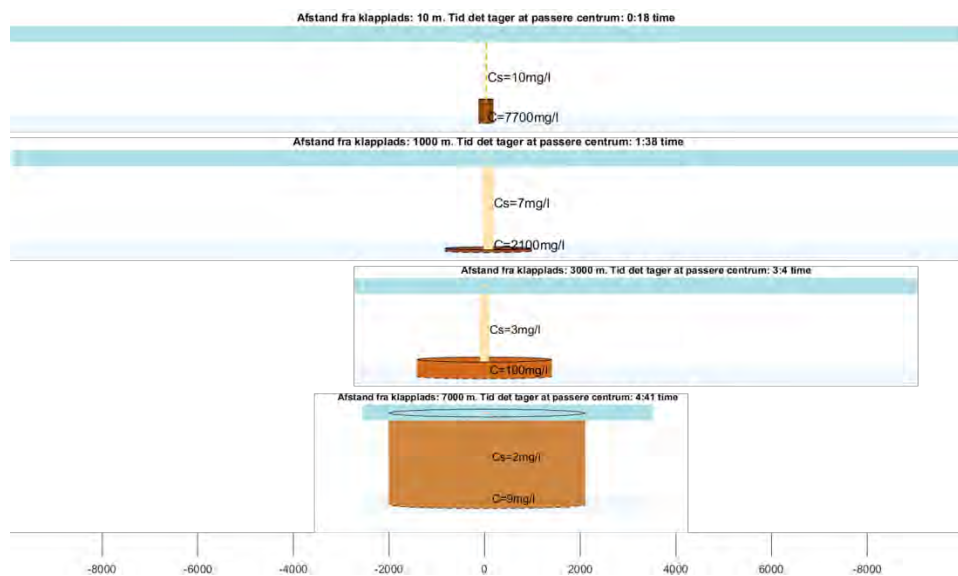 Afstand fra klapplads: 10 m. Tid det tager at passere centrum: 0:18 time
Cs=10mg/l
C=7700mg/l
Afstand fra klapplads: 1000 m. Tid det tager at passere centrum: 1:38 time
Cs=7mg/l
C=2100mg/l
Afstand fra klapplads: 3000 m. Tid det tager at passere centrum: 3:4 time
Cs=3mg/l
C=100mg/l
Afstand fra klapplads: 7000 m. Tid det tager at passere centrum: 4:41 time
Cs=2mg/l
C=9mg/l
-8000 -6000 -4000 -2000 0 2000 -4000 -6000 -8000